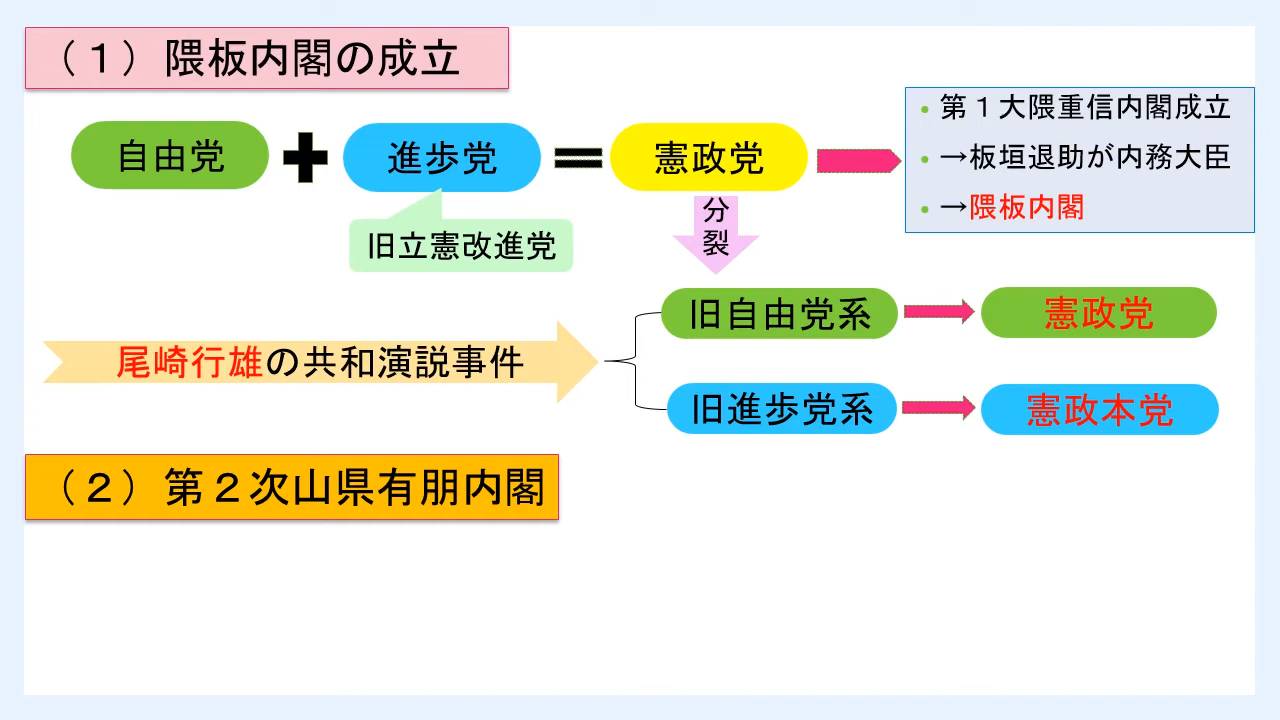 （１）隈板内閣の成立
自由党
進歩党
憲政党
旧立憲改進党
分裂
・第１大隈重信内閣成立
・→板垣退助が内務大臣
・→隈板内閣
尾崎行雄の共和演説事件
旧自由党系
憲政党
旧進歩党系
憲政本党
（２）第２次山県有朋内閣